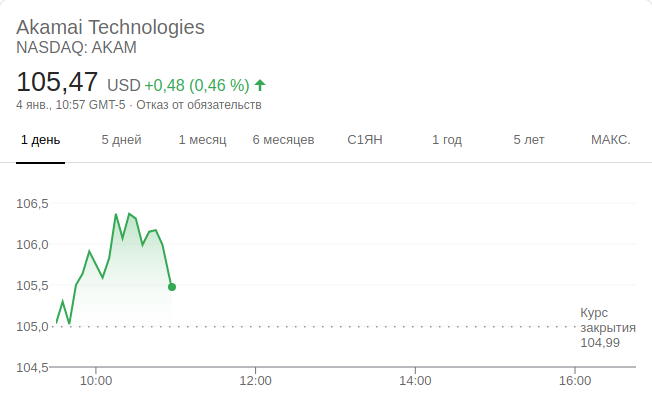 Akamai Technologies
NASDAQ: AKAM
105,47 USD +0,48 (0,46 %)
4 янв., 10:57 GMT-5 · Отказ от обязательств
1 день 5 дней 1 месяц 6 месяцев С1ЯН 1 год 5 лет МАКС.
106,5
106,0
105,5
105,0
104,5
Курс
закрытия
104,99
10:00 12:00 14:00 16:00